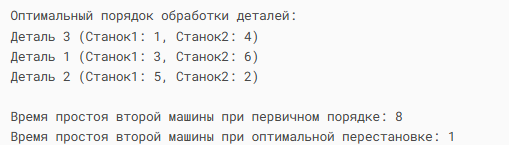 Оптимальный порядок обработки деталей:
Деталь 3 (Станок1: 1, Станок2: 4)
Деталь 1 (Станок1: 3, Станок2: 6)
Деталь 2 (Станок1: 5, Станок2: 2)
Время простоя второй машины при первичном порядке: 8
Время простоя второй машины при оптимальной перестановке: 1